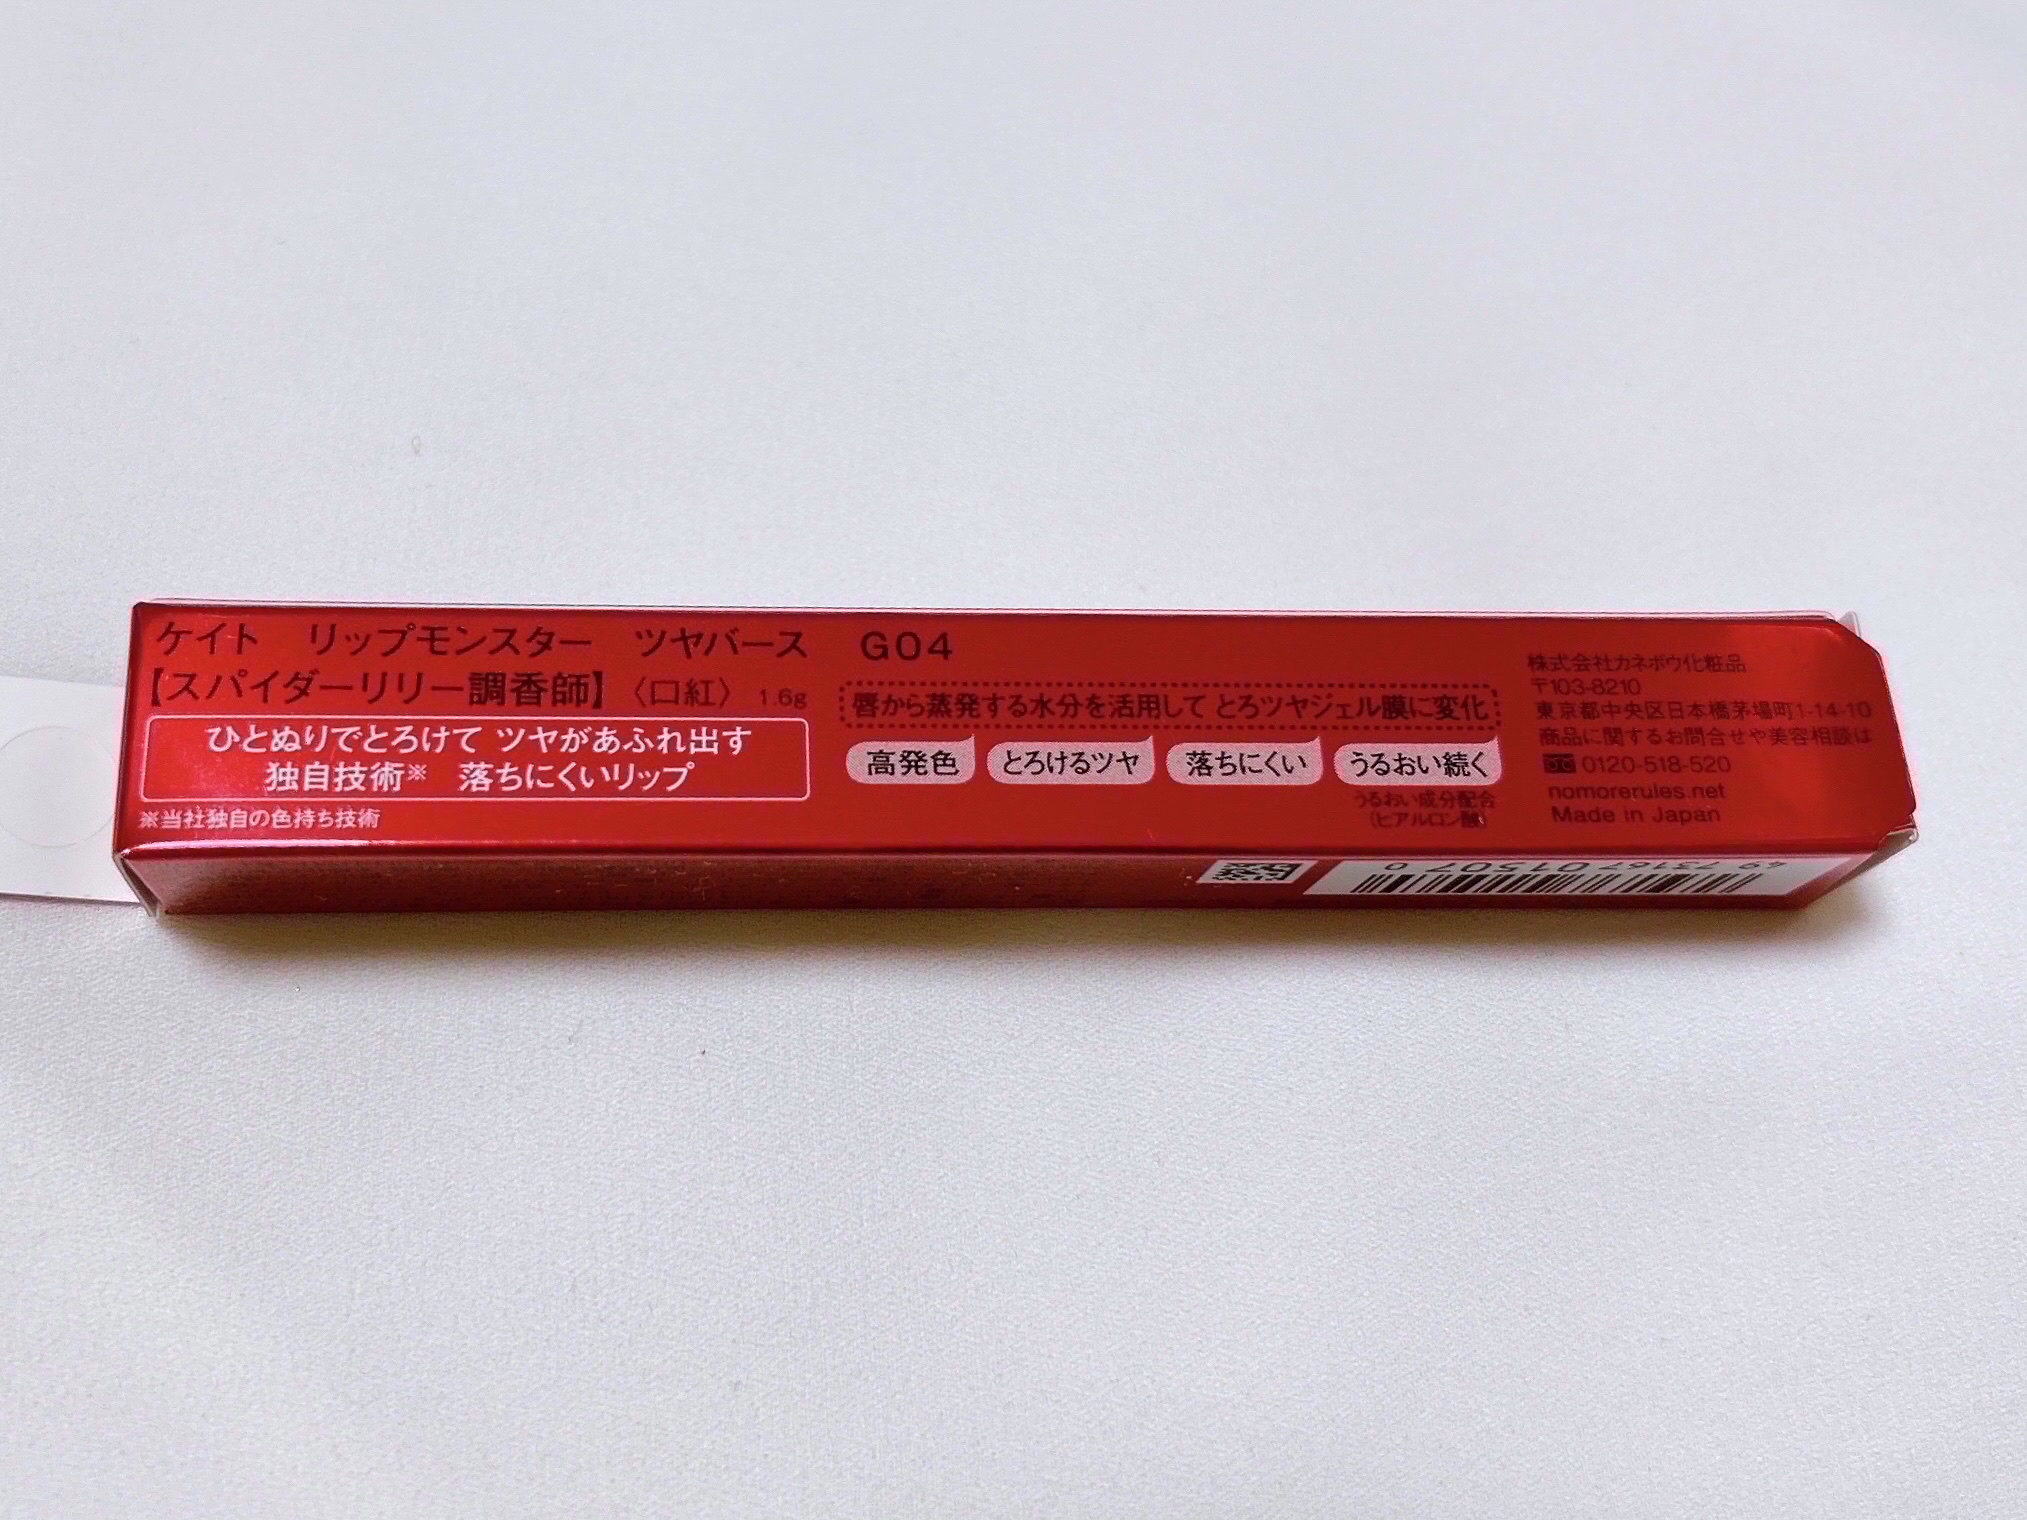 ケイト　リップモンスター　ツヤバース　G04
【スパイダーリリー調香師】〈口紅〉 1.6g
ひとぬりでとろけて ツヤがあふれ出す
独自技術※　落ちにくいリップ
※当社独自の色持ち技術
唇から蒸発する水分を活用して とろツヤジェル膜に変化
高発色 とろけるツヤ 落ちにくい うるおい続く
うるおい成分配合
(ヒアルロン酸)
株式会社カネボウ化粧品
〒103-8210
東京都中央区日本橋茅場町1-14-10
商品に関するお問合せや美容相談は
0120-518-520
nomorerules.net
Made in Japan
4973167015070